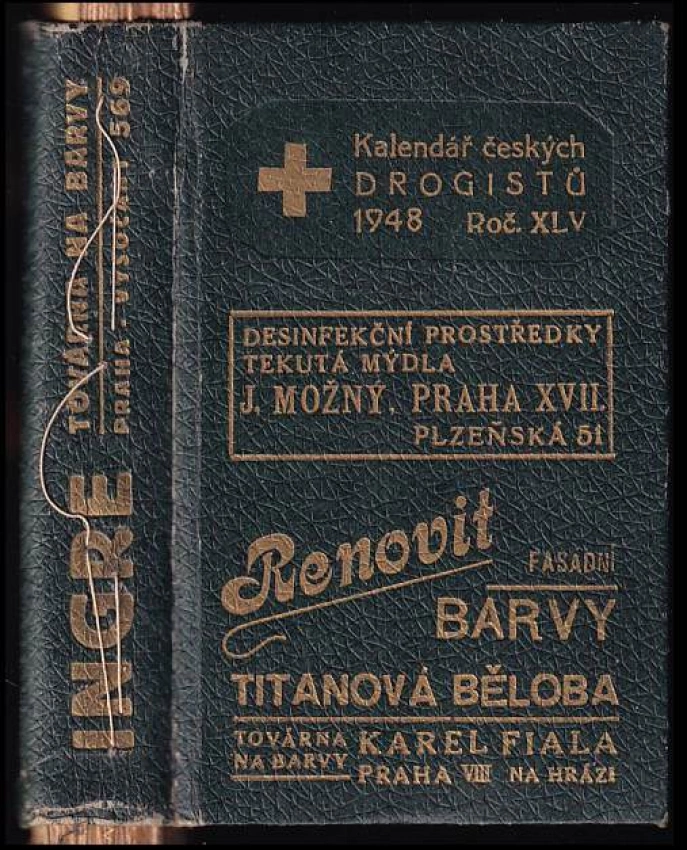 Kalendář českých
DROGISTŮ
1948 Roč. XLV
DESINFEKČNÍ PROSTŘEDKY
TEKUTÁ MÝDLA
J. MOŽNÝ, PRAHA XVII.
PLZEŇSKÁ 51
Renovit
FASADNÍ
BARVY
TITANOVÁ BĚLOBA
TOVÁRNA
NA BARVY
KAREL FIALA
PRAHA VIII NA HRÁZI
INGRE
TOVÁRNA NA BARVY
PRAHA - VYSOČANY 569